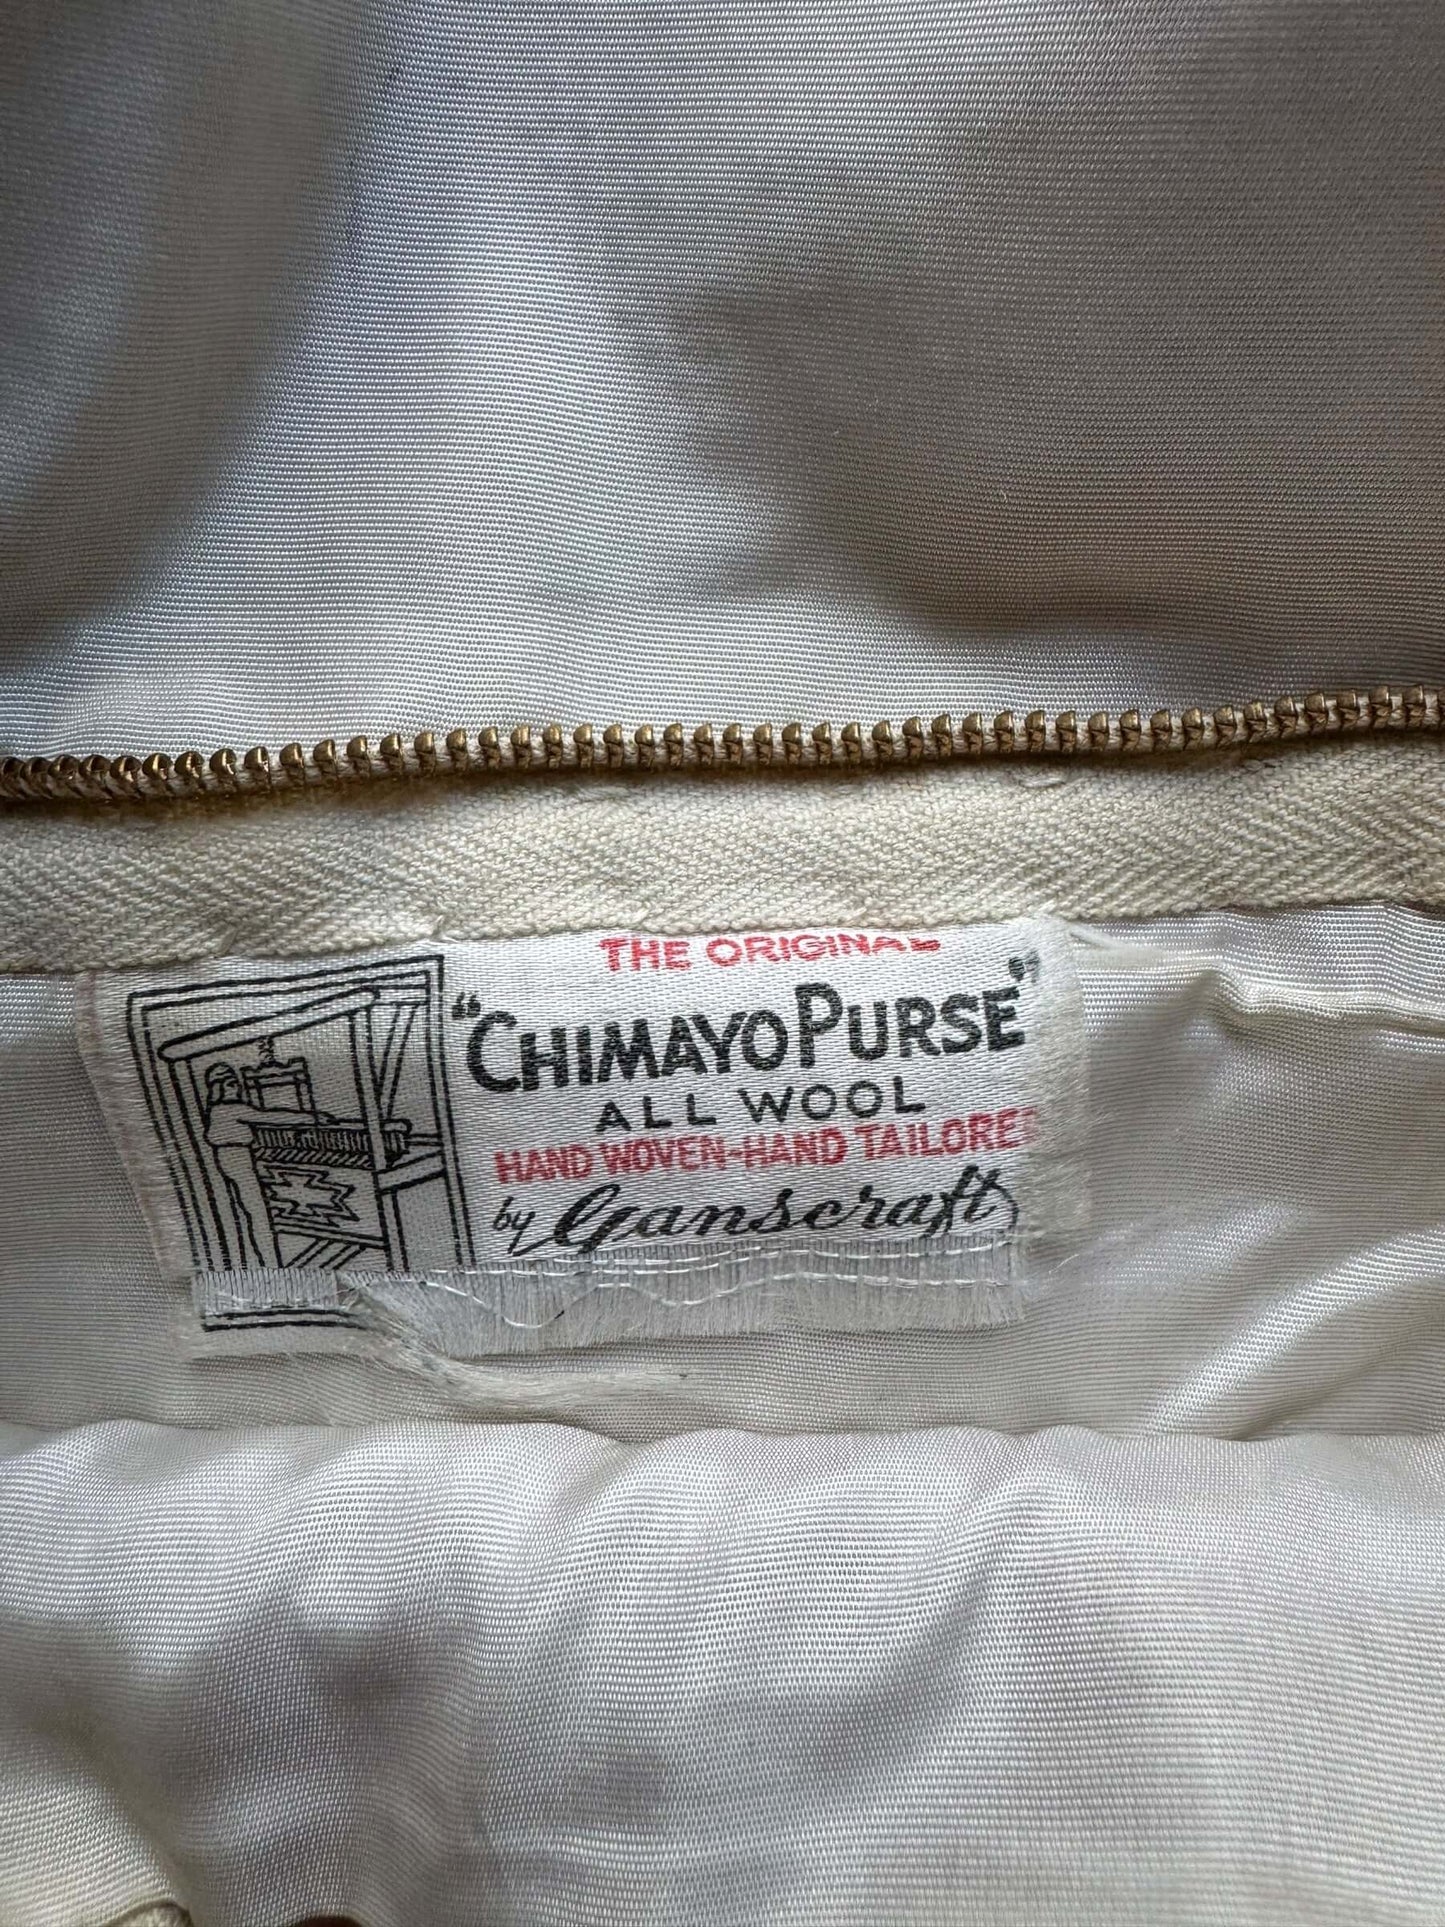 THE ORIGINAL
"CHIMAYO PURSE"
ALL WOOL
HAND WOVEN-HAND TAILORED
by Ganscraft